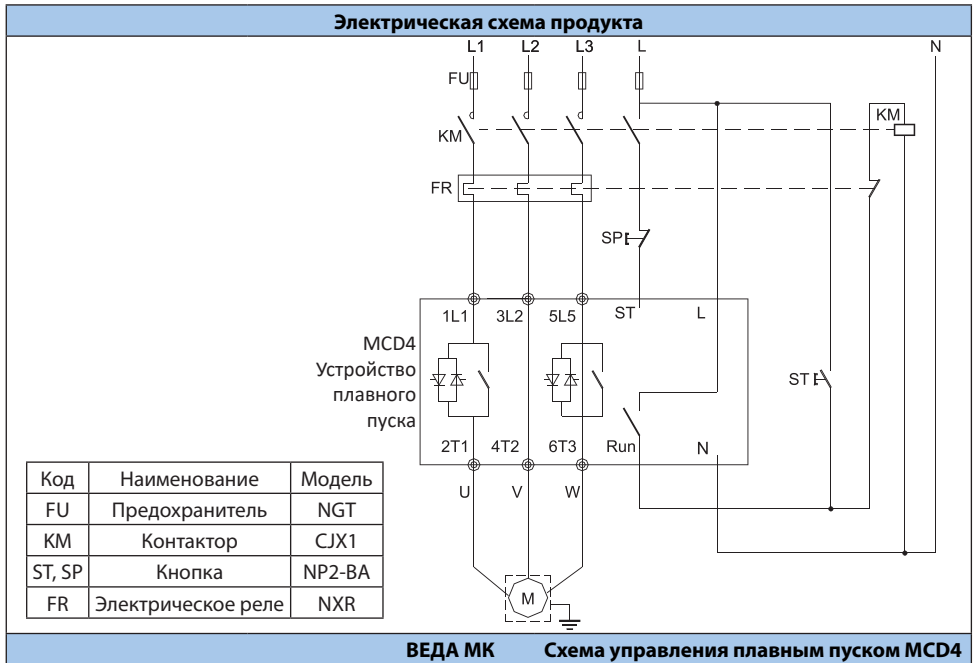 Электрическая схема продукта
L1 L2 L3 L N
FU
KM KM
FR
SP
1L1 3L2 5L5 ST L
MCD4
Устройство
плавного
пуска
ST
2T1 4T2 6T3 Run N
U V W
M
Код Наименование Модель
FU Предохранитель NGT
KM Контактор CJX1
ST, SP Кнопка NP2-BA
FR Электрическое реле NXR
ВЕДА МК Схема управления плавным пуском MCD4